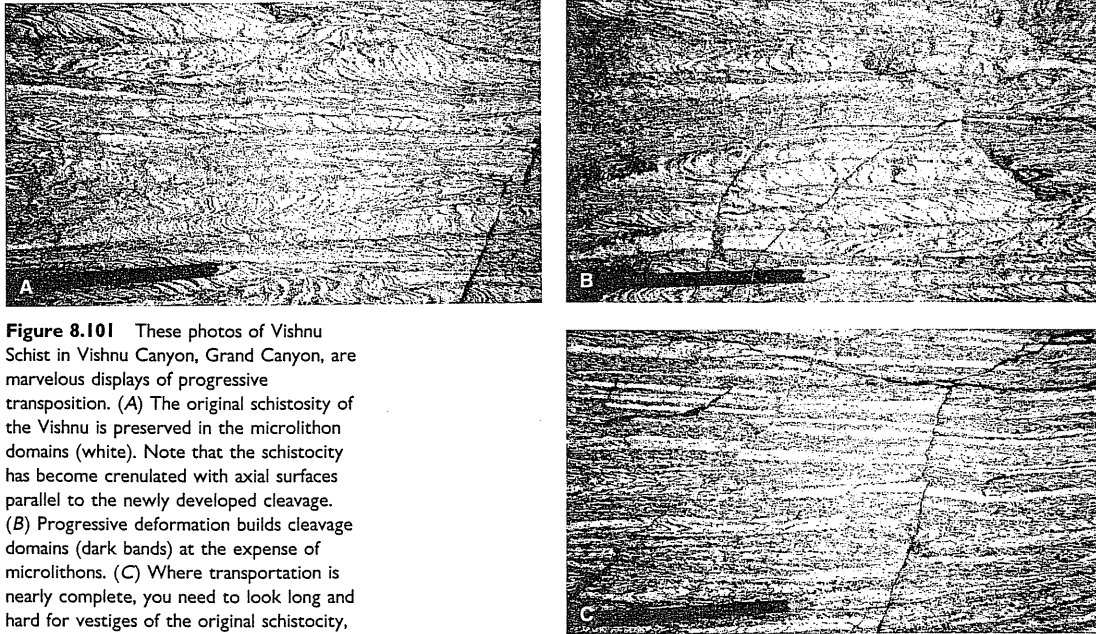 A
B
Figure 8.101 These photos of Vishnu
Schist in Vishnu Canyon, Grand Canyon, are
marvelous displays of progressive
transposition. (A) The original schistosity of
the Vishnu is preserved in the microlithon
domains (white). Note that the schistocity
has become crenulated with axial surfaces
parallel to the newly developed cleavage.
(B) Progressive deformation builds cleavage
domains (dark bands) at the expense of
microlithons. (C) Where transportation is
nearly complete, you need to look long and
hard for vestiges of the original schistocity,
C